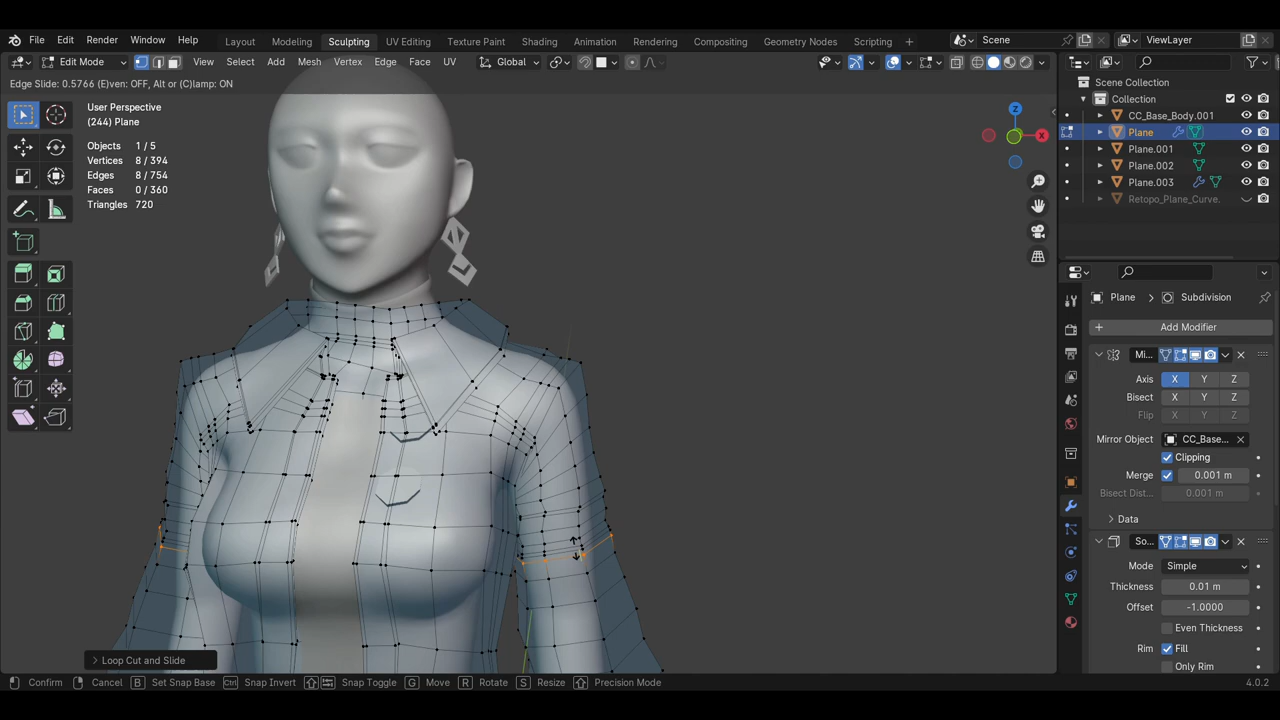 File Edit Render Window Help
Layout Modeling Sculpting UV Editing Texture Paint Shading Animation Rendering Compositing Geometry Nodes Scripting +
Scene ViewLayer
Edit Mode View Select Add Mesh Vertex Edge Face UV Global
Edge Slide: 0.5766 (E)ven: OFF, Alt or (C)lamp: ON
User Perspective
(244) Plane
Objects 1 / 5
Vertices 8 / 394
Edges 8 / 754
Faces 0 / 360
Triangles 720
Z
X
Scene Collection
Collection
CC_Base_Body.001
Plane
Plane.001
Plane.002
Plane.003
Retopo_Plane_Curve.
Plane Subdivision
Add Modifier
Mi...
Axis X Y Z
Bisect X Y Z
Flip X Y Z
Mirror Object CC_Base...
Clipping
Merge 0.001 m
Bisect Dist... 0.001 m
Data
So...
Mode Simple
Thickness 0.01 m
Offset -1.0000
Even Thickness
Rim Fill
Only Rim
Loop Cut and Slide
Confirm Cancel B Set Snap Base Ctrl Snap Invert Snap Toggle G Move R Rotate S Resize Precision Mode
4.0.2